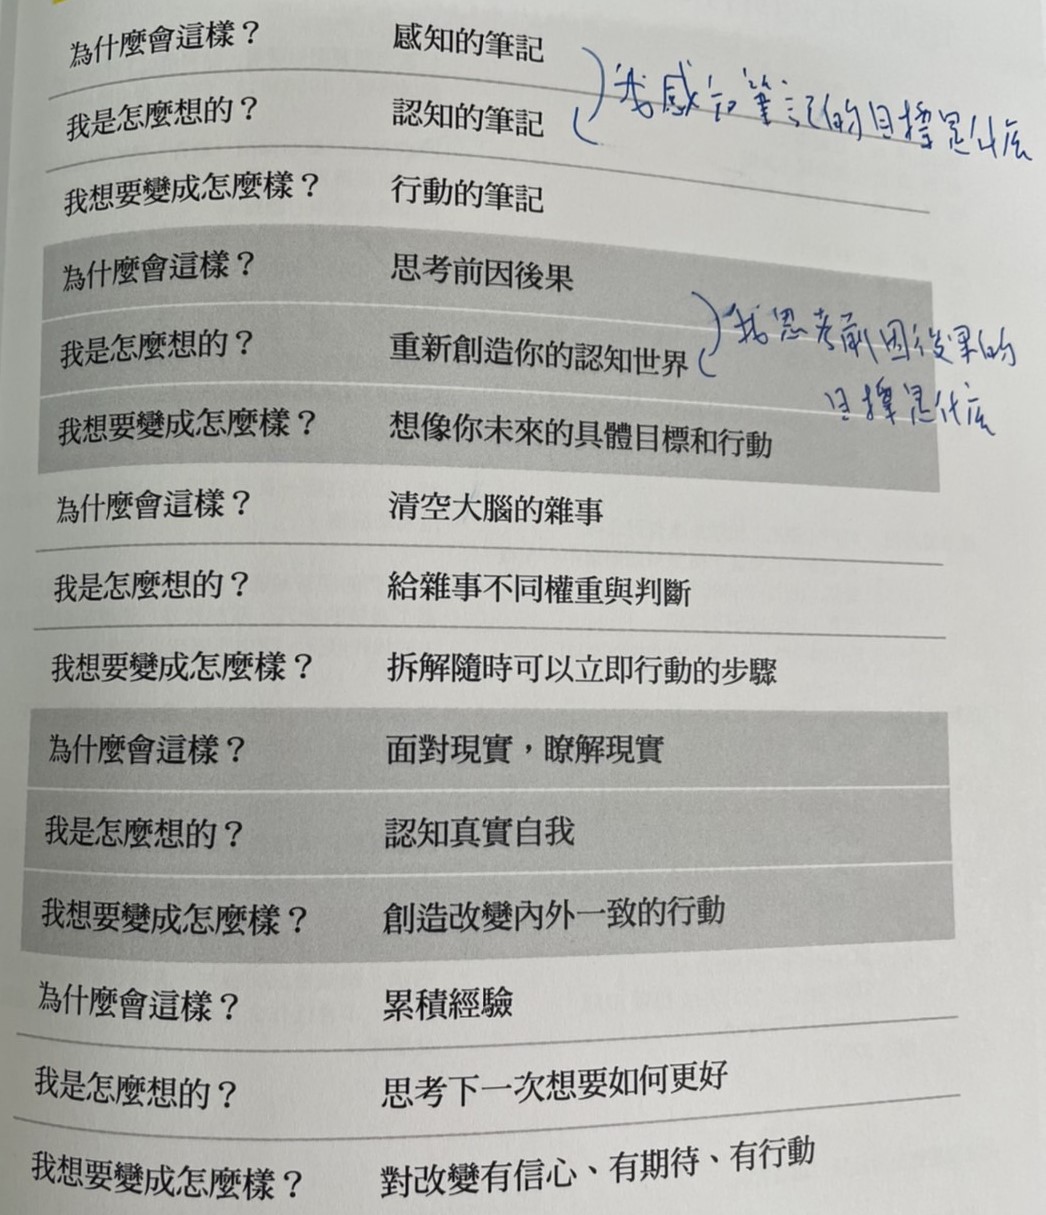 為什麼會這樣？ 感知的筆記
我是怎麼想的？ 認知的筆記
我感知筆記的目標是什麼
我想要變成怎麼樣？ 行動的筆記
為什麼會這樣？ 思考前因後果
我是怎麼想的？ 重新創造你的認知世界
我思考前因後果的
目標是什麼
我想要變成怎麼樣？ 想像你未來的具體目標和行動
為什麼會這樣？ 清空大腦的雜事
我是怎麼想的？ 給雜事不同權重與判斷
我想要變成怎麼樣？ 拆解隨時可以立即行動的步驟
為什麼會這樣？ 面對現實，瞭解現實
我是怎麼想的？ 認知真實自我
我想要變成怎麼樣？ 創造改變內外一致的行動
為什麼會這樣？ 累積經驗
我是怎麼想的？ 思考下一次想要如何更好
我想要變成怎麼樣？ 對改變有信心、有期待、有行動